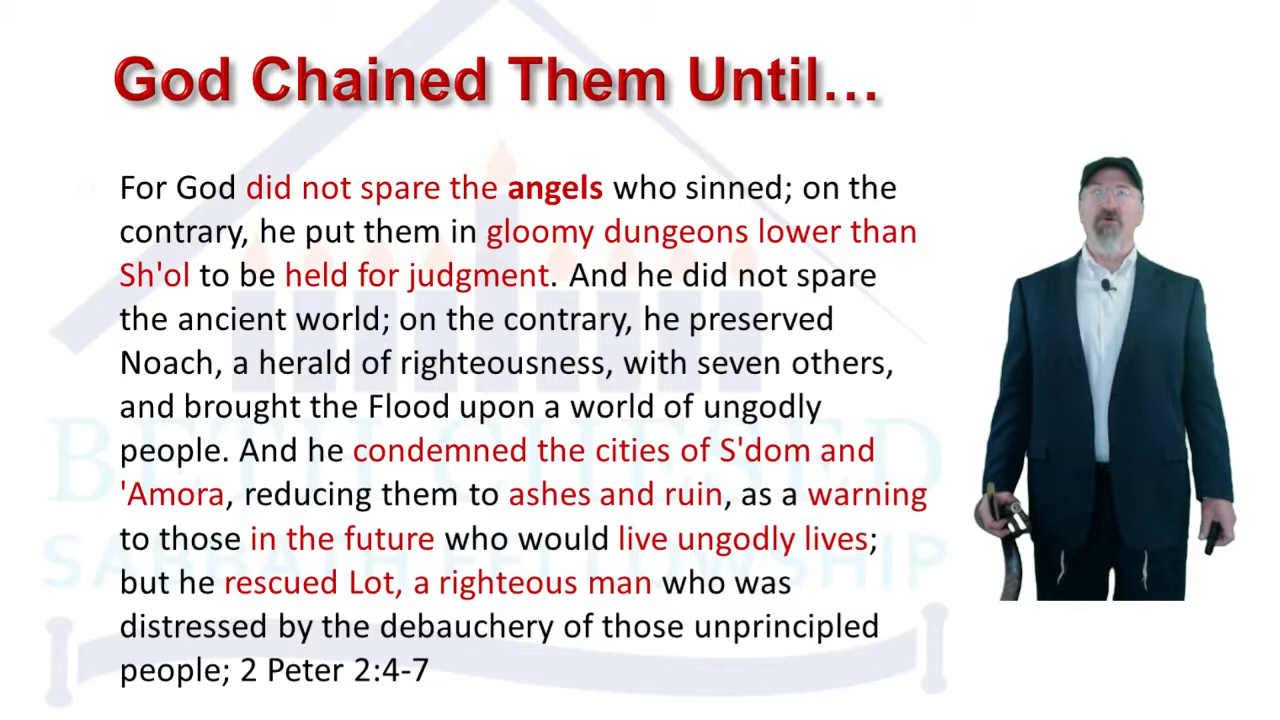 God Chained Them Until…
For God did not spare the angels who sinned; on the
contrary, he put them in gloomy dungeons lower than
Sh'ol to be held for judgment. And he did not spare
the ancient world; on the contrary, he preserved
Noach, a herald of righteousness, with seven others,
and brought the Flood upon a world of ungodly
people. And he condemned the cities of S'dom and
'Amora, reducing them to ashes and ruin, as a warning
to those in the future who would live ungodly lives;
but he rescued Lot, a righteous man who was
distressed by the debauchery of those unprincipled
people; 2 Peter 2:4-7
BETH CHESED
SABBATH FELLOWSHIP